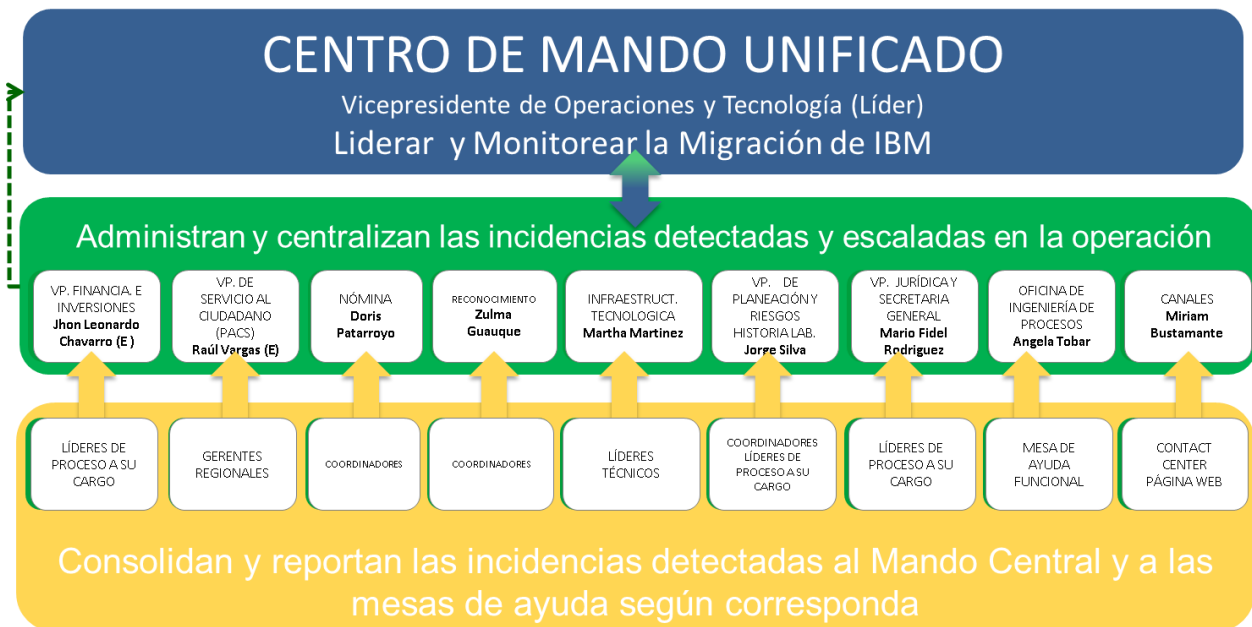 CENTRO DE MANDO UNIFICADO
Vicepresidente de Operaciones y Tecnología (Líder)
Liderar y Monitorear la Migración de IBM
Administran y centralizan las incidencias detectadas y escaladas en la operación
VP. FINANCIA. E
INVERSIONES
Jhon Leonardo
Chavarro (E )
VP. DE
SERVICIO AL
CIUDADANO
(PACS)
Raúl Vargas (E)
NÓMINA
Doris
Patarroyo
RECONOCIMIENTO
Zulma
Guauque
INFRAESTRUCT.
TECNOLOGICA
Martha Martinez
VP. DE
PLANEACIÓN Y
RIESGOS
HISTORIA LAB.
Jorge Silva
VP. JURÍDICA Y
SECRETARIA
GENERAL
Mario Fidel
Rodriguez
OFICINA DE
INGENIERÍA DE
PROCESOS
Angela Tobar
CANALES
Miriam
Bustamante
LÍDERES DE
PROCESO A SU
CARGO
GERENTES
REGIONALES
COORDINADORES
COORDINADORES
LÍDERES
TÉCNICOS
COORDINADORES
LÍDERES DE
PROCESO A SU
CARGO
LÍDERES DE
PROCESO A SU
CARGO
MESA DE
AYUDA
FUNCIONAL
CONTACT
CENTER
PÁGINA WEB
Consolidan y reportan las incidencias detectadas al Mando Central y a las
mesas de ayuda según corresponda